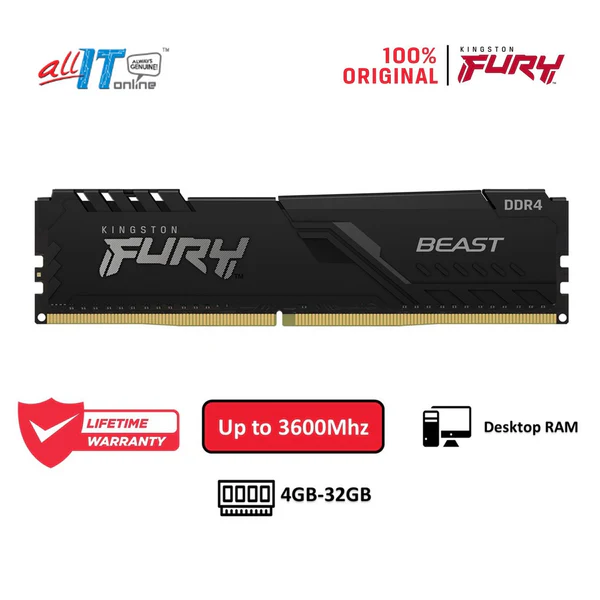 all IT online
ALWAYS GENUINE!
TM
100%
ORIGINAL
KINGSTON
FURY
KINGSTON
FURY
TM
DDR4
BEAST
LIFETIME
WARRANTY
Up to 3600Mhz
Desktop RAM
4GB-32GB